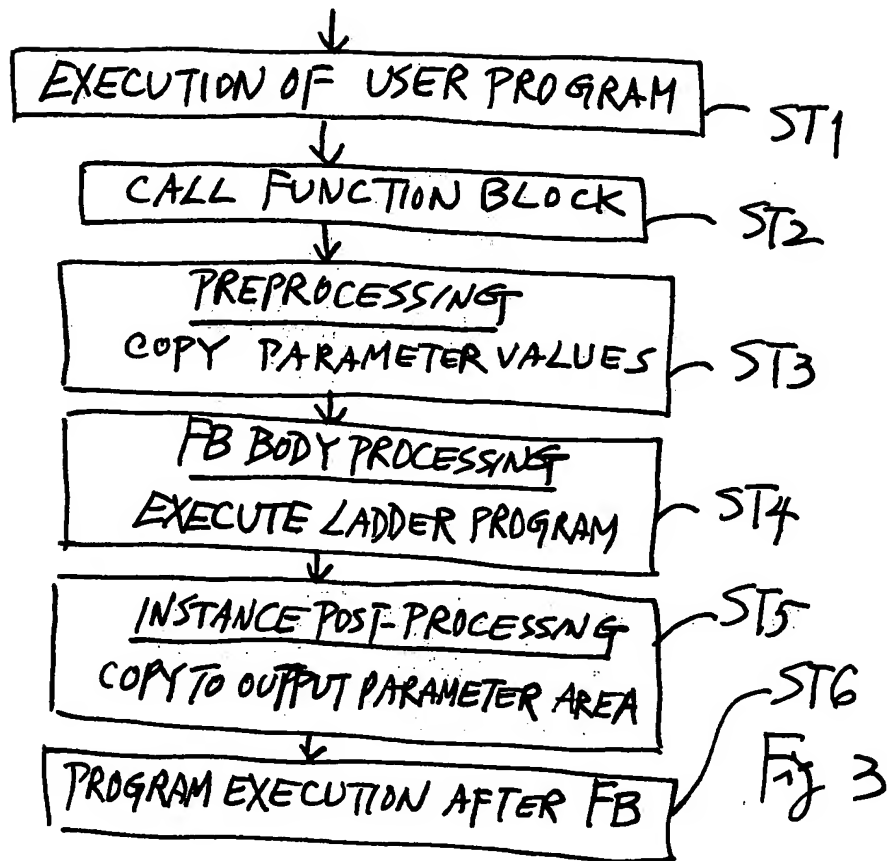 EXECUTION OF USER PROGRAM
ST1
CALL FUNCTION BLOCK
ST2
PREPROCESSING
COPY PARAMETER VALUES
ST3
FB BODY PROCESSING
EXECUTE LADDER PROGRAM
ST4
INSTANCE POST-PROCESSING
ST5
COPY TO OUTPUT PARAMETER AREA
ST6
PROGRAM EXECUTION AFTER FB
Fig 3